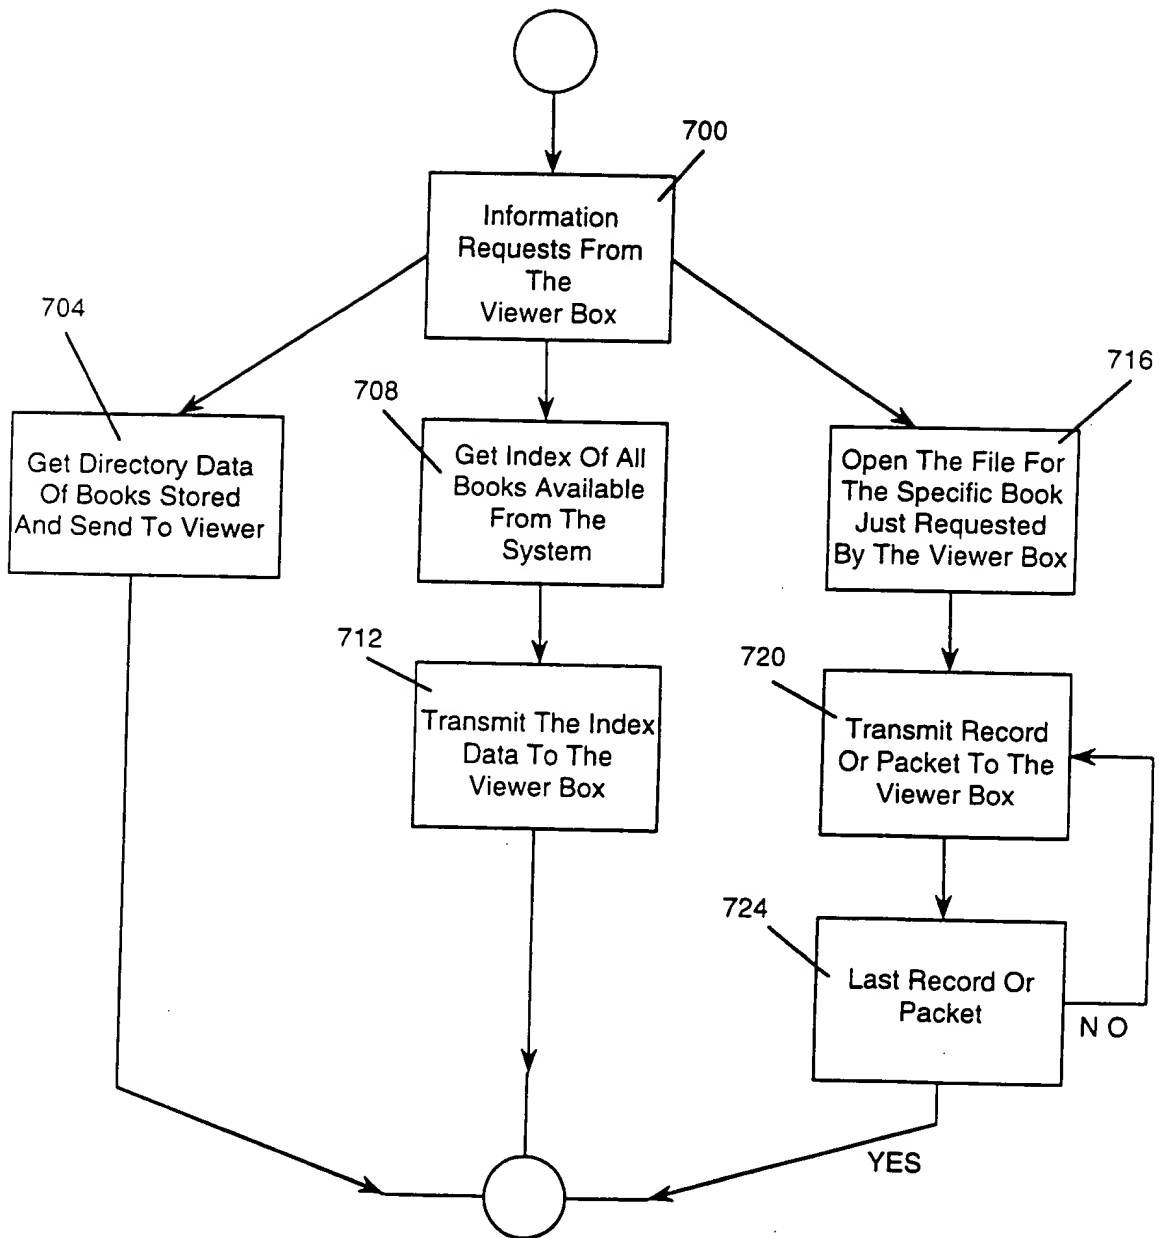 700
Information
Requests From
The
Viewer Box
704
Get Directory Data
Of Books Stored
And Send To Viewer
708
Get Index Of All
Books Available
From The
System
716
Open The File For
The Specific Book
Just Requested
By The Viewer Box
712
Transmit The Index
Data To The
Viewer Box
720
Transmit Record
Or Packet To The
Viewer Box
724
Last Record Or
Packet
NO
YES